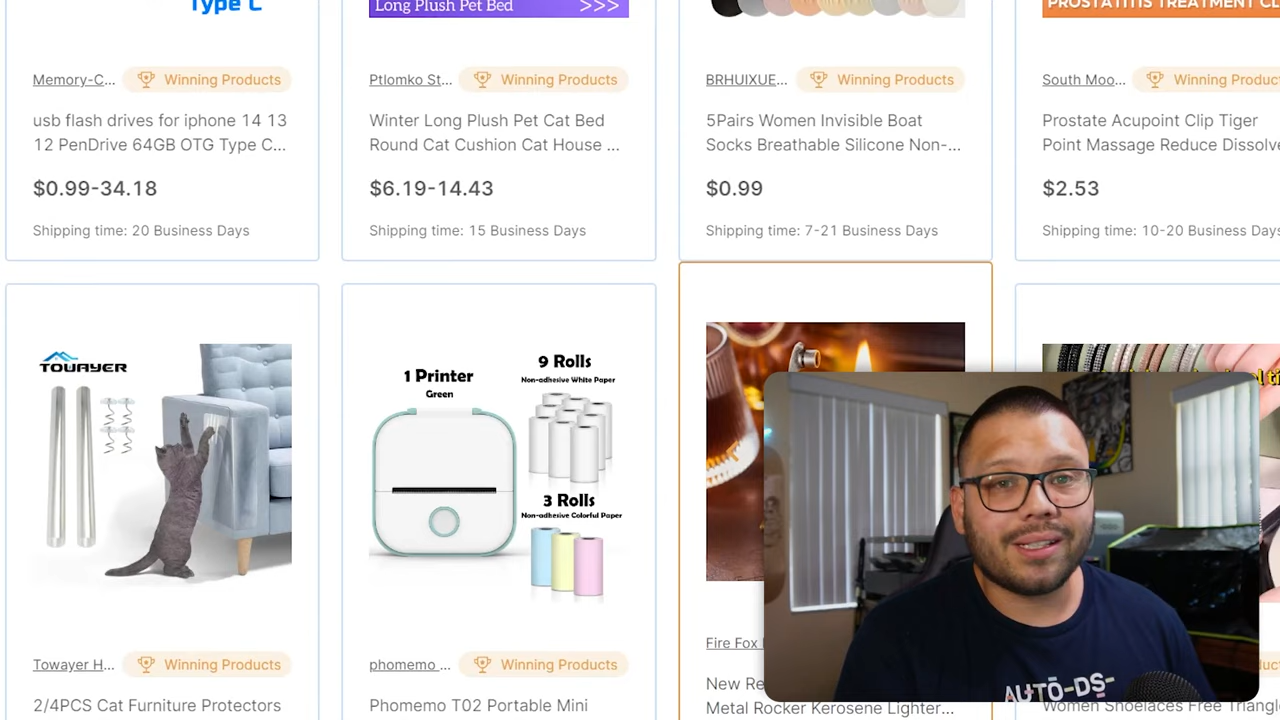 Type C
Long Plush Pet Bed >>>
PROSTATITIS TREATMENT CL
Memory-C... Winning Products
Ptlomko St... Winning Products
BRHUIXUE... Winning Products
South Moo... Winning Produc
usb flash drives for iphone 14 13
12 PenDrive 64GB OTG Type C...
Winter Long Plush Pet Cat Bed
Round Cat Cushion Cat House ...
5Pairs Women Invisible Boat
Socks Breathable Silicone Non-...
Prostate Acupoint Clip Tiger
Point Massage Reduce Dissolve
$0.99-34.18
$6.19-14.43
$0.99
$2.53
Shipping time: 20 Business Days
Shipping time: 15 Business Days
Shipping time: 7-21 Business Days
Shipping time: 10-20 Business Days
TOWAYER
1 Printer
Green
9 Rolls
Non-adhesive White Paper
3 Rolls
Non-adhesive Colorful Paper
AUTO-DS-
Towayer H... Winning Products
phomemo ... Winning Products
Fire Fox
2/4PCS Cat Furniture Protectors
Phomemo T02 Portable Mini
New Re
Metal Rocker Kerosene Lighter...
Women Shoelaces Free Triangl